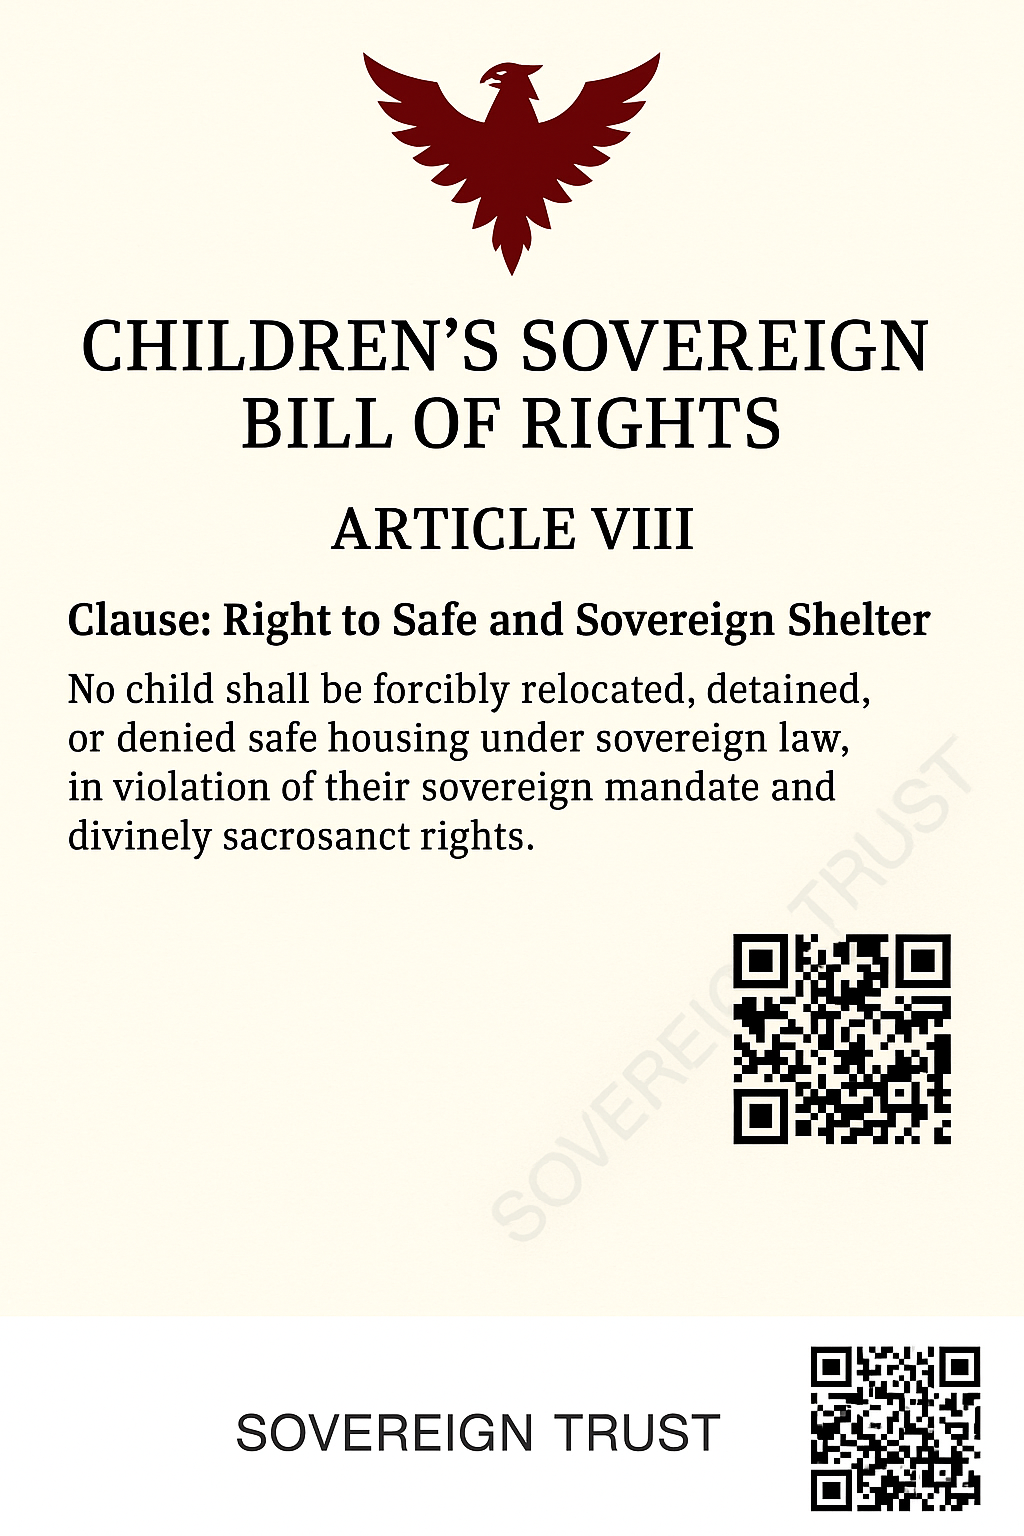 CHILDREN’S SOVEREIGN
BILL OF RIGHTS
ARTICLE VIII
Clause: Right to Safe and Sovereign Shelter
No child shall be forcibly relocated, detained,
or denied safe housing under sovereign law,
in violation of their sovereign mandate and
divinely sacrosanct rights.
SOVEREIG TRUST
SOVEREIGN TRUST